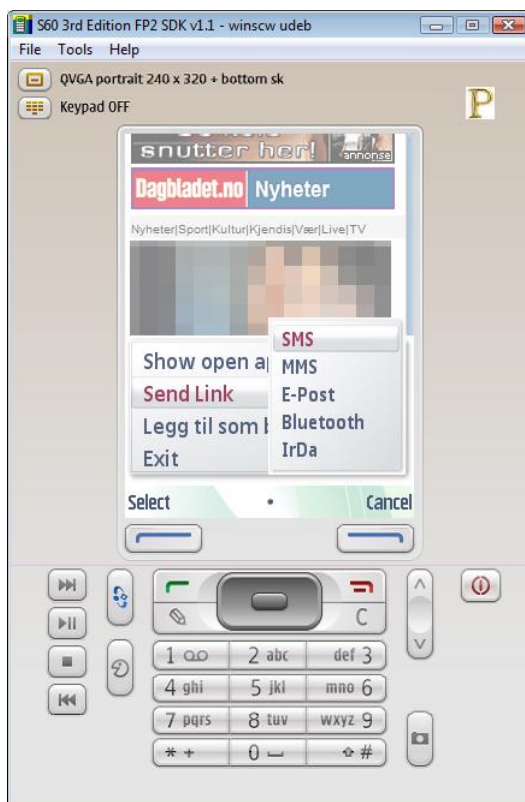 S60 3rd Edition FP2 SDK v1.1 - winscw udeb
File Tools Help
QVGA portrait 240 x 320 + bottom sk
Keypad OFF
P
snutter her!
annonse
Dagbladet.no Nyheter
Nyheter|Sport|Kultur|Kjendis|Vær|Live|TV
SMS
Show open a
MMS
Send Link
E-Post
Legg til som
Bluetooth
Exit
IrDa
Select Cancel
C
1 2 abc def 3
4 ghi 5 jkl mno 6
7 pqrs 8 tuv wxyz 9
* + 0 #